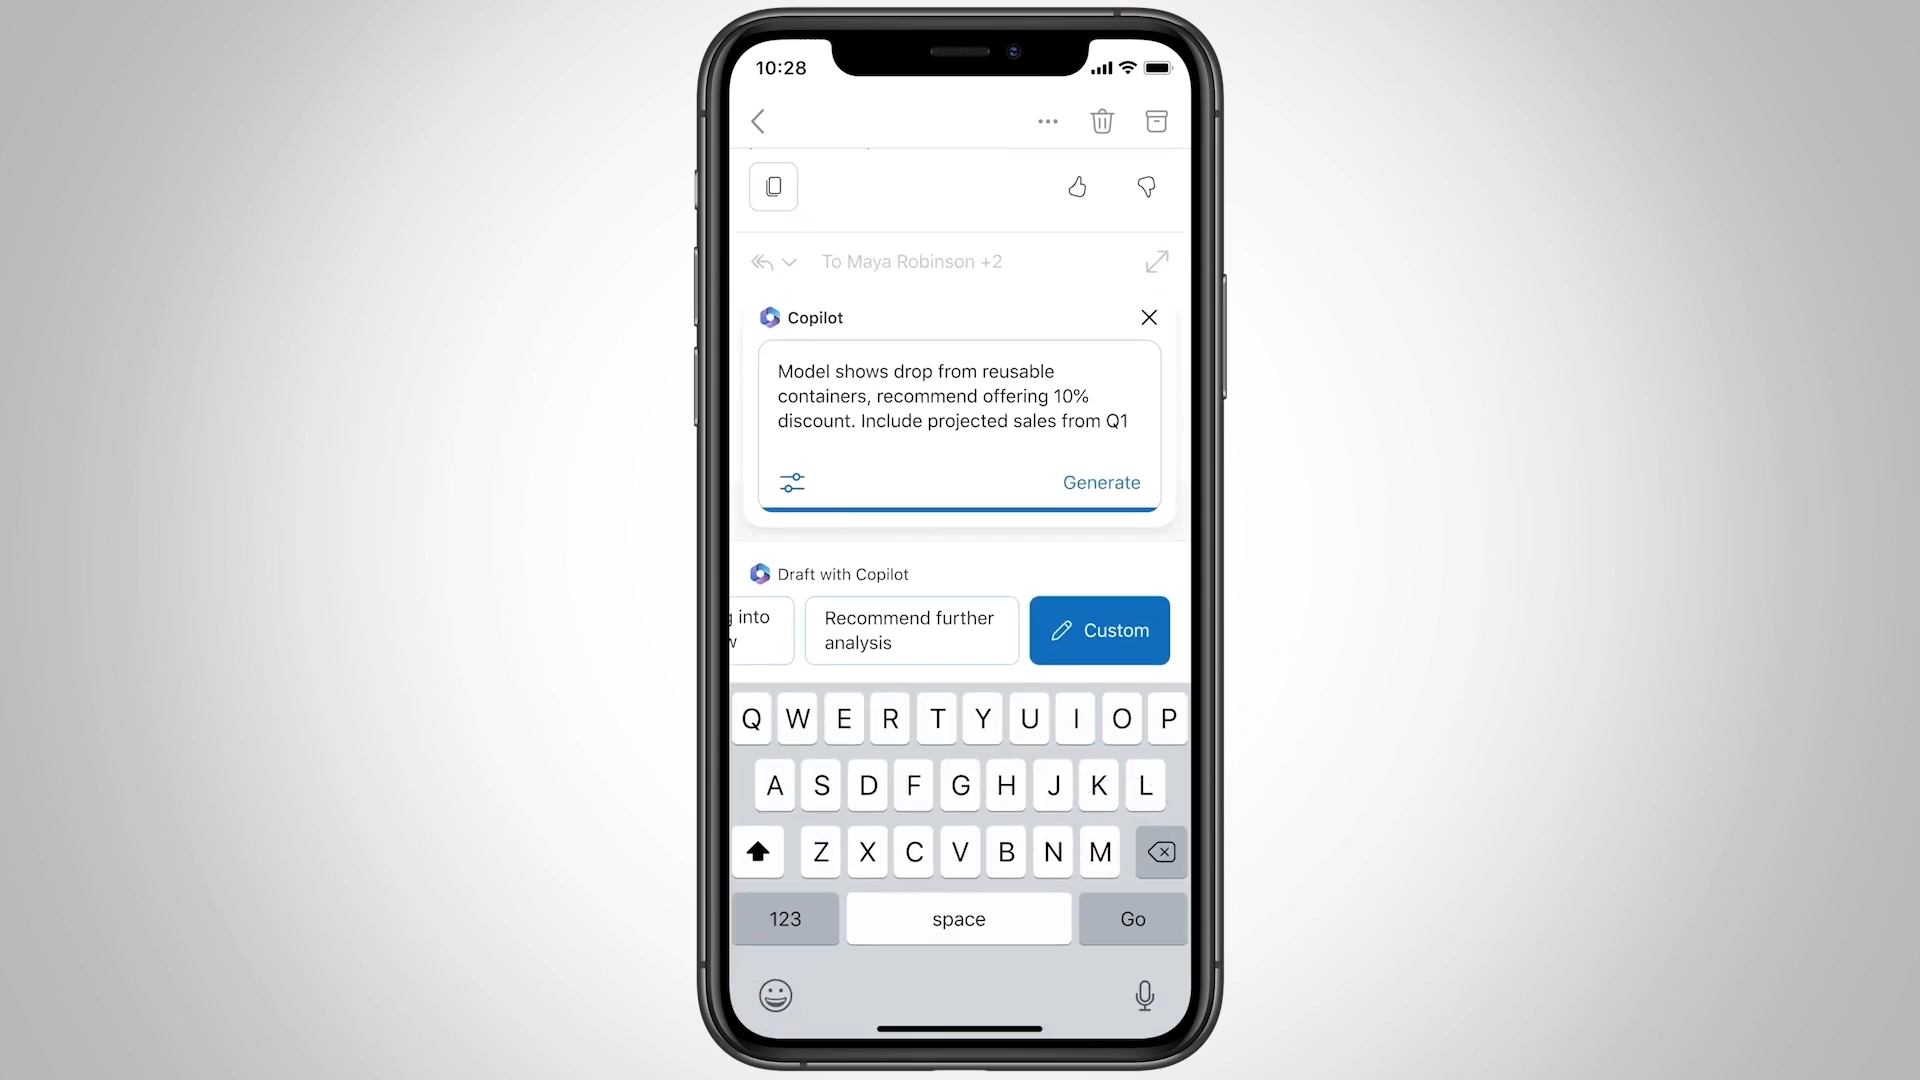 10:28
To Maya Robinson +2
Copilot
Model shows drop from reusable
containers, recommend offering 10%
discount. Include projected sales from Q1
Generate
Draft with Copilot
into
Recommend further
analysis
Custom
Q W E R T Y U I O P
A S D F G H J K L
Z X C V B N M
123 space Go